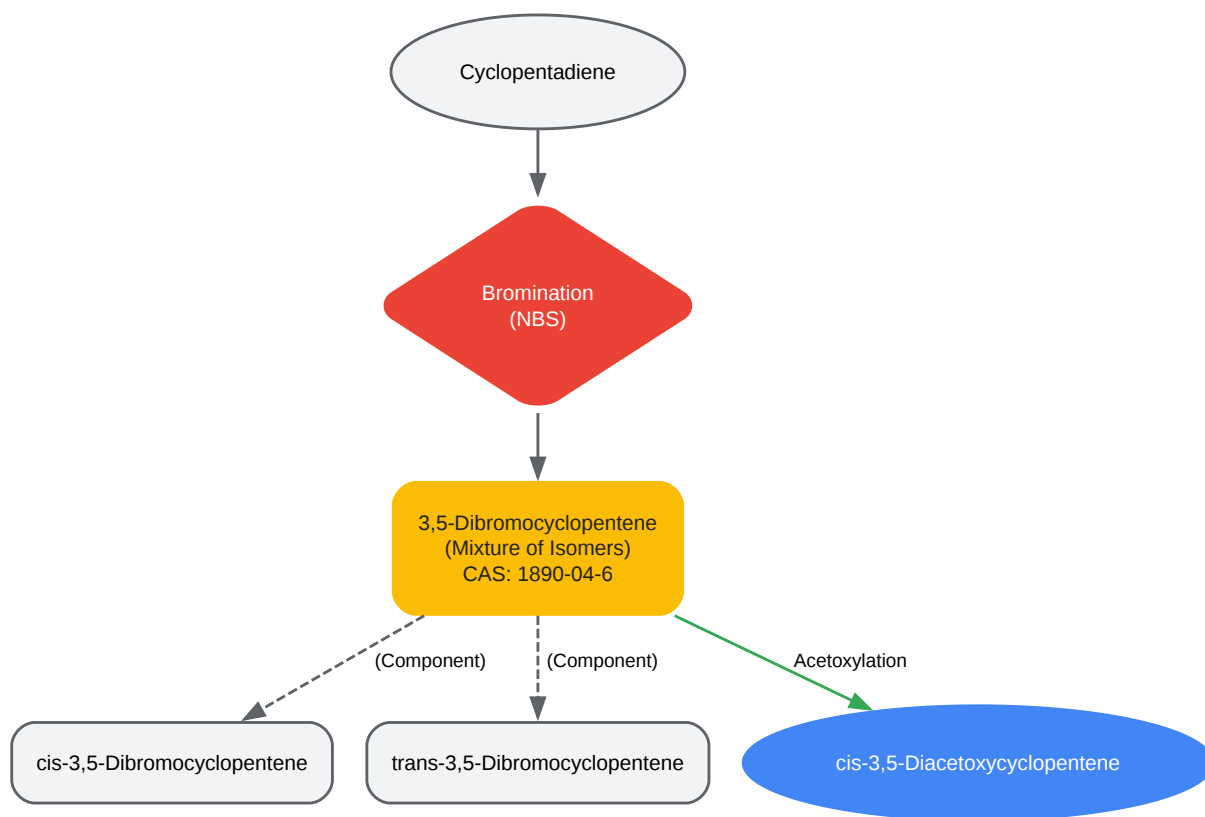 Cyclopentadiene
Bromination
(NBS)
3,5-Dibromocyclopentene
(Mixture of Isomers)
CAS: 1890-04-6
(Component)
(Component)
Acetoxylation
cis-3,5-Dibromocyclopentene
trans-3,5-Dibromocyclopentene
cis-3,5-Diacetoxycyclopentene